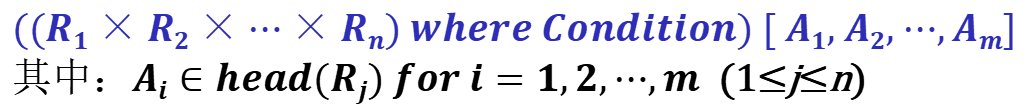 ((R₁ × R₂ × ⋯ × Rₙ) where Condition) [ A₁, A₂, ⋯, Aₘ]
其中：Aᵢ ∈ head(Rⱼ) for i = 1, 2, ⋯, m (1≤j≤n)